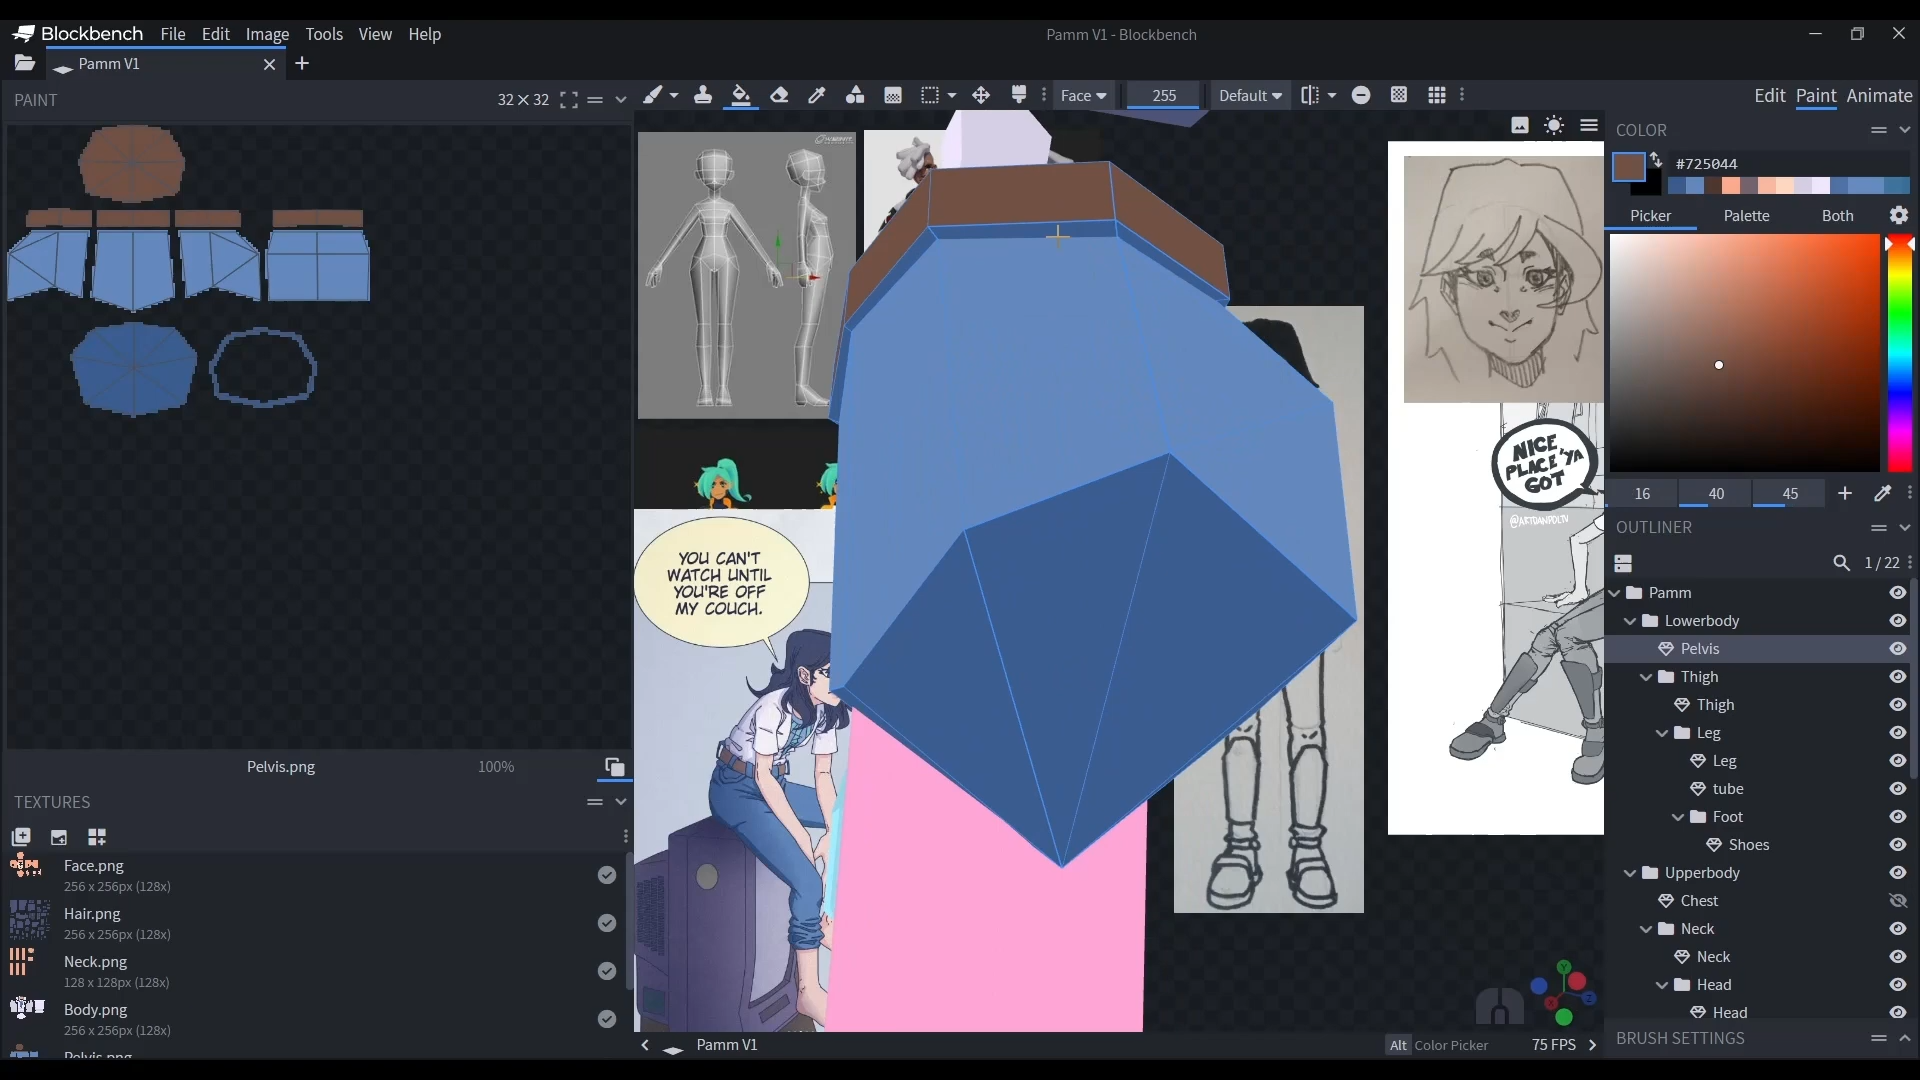 Blockbench File Edit Image Tools View Help
Pamm V1 - Blockbench
Pamm V1
PAINT 32 × 32
Face 255 Default
Edit Paint Animate
COLOR
#725044
Picker Palette Both
16 40 45
OUTLINER
1 / 22
Pamm
Lowerbody
Pelvis
Thigh
Thigh
Leg
Leg
tube
Foot
Shoes
Upperbody
Chest
Neck
Neck
Head
Head
BRUSH SETTINGS
NICE
PLACE 'YA
GOT
YOU CAN'T
WATCH UNTIL
YOU'RE OFF
MY COUCH.
Pelvis.png 100%
TEXTURES
Face.png
256 x 256px (128x)
Hair.png
256 x 256px (128x)
Neck.png
128 x 128px (128x)
Body.png
256 x 256px (128x)
Pelvis.png
Pamm V1
Alt Color Picker 75 FPS